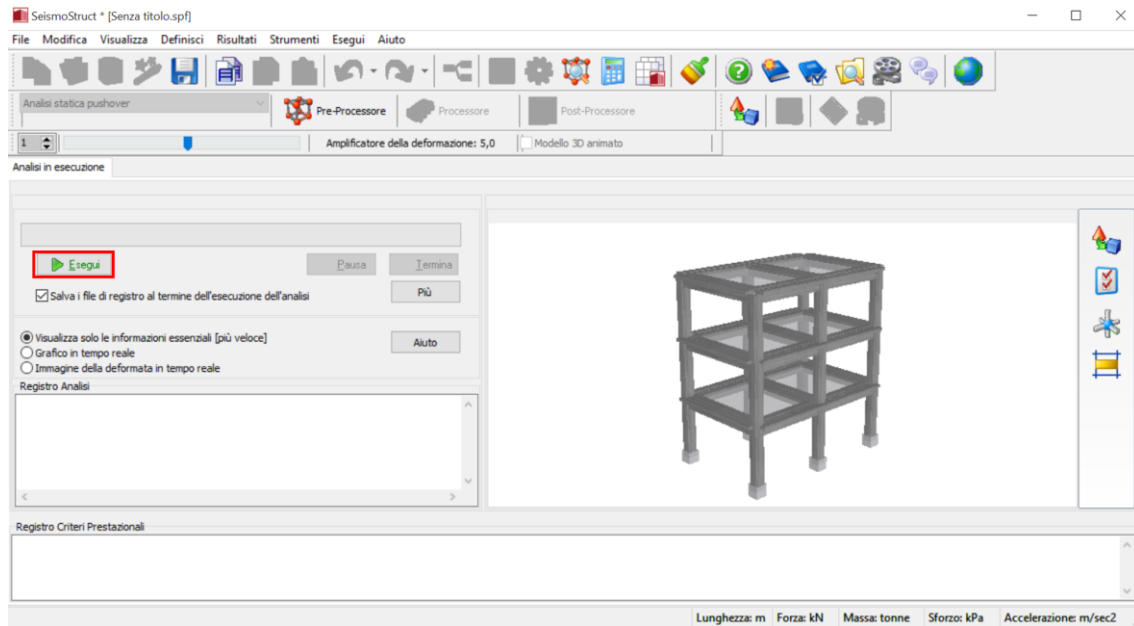 SeismoStruct * [Senza titolo.spf]
File Modifica Visualizza Definisci Risultati Strumenti Esegui Aiuto
Analisi statica pushover
Pre-Processore
Processore
Post-Processore
1
Amplificatore della deformazione: 5,0
Modello 3D animato
Analisi in esecuzione
Esegui
Pausa
Termina
Salva i file di registro al termine dell'esecuzione dell'analisi
Più
Visualizza solo le informazioni essenziali [più veloce]
Aiuto
Grafico in tempo reale
Immagine della deformata in tempo reale
Registro Analisi
Registro Criteri Prestazionali
Lunghezza: m Forza: kN Massa: tonne Sforzo: kPa Accelerazione: m/sec2